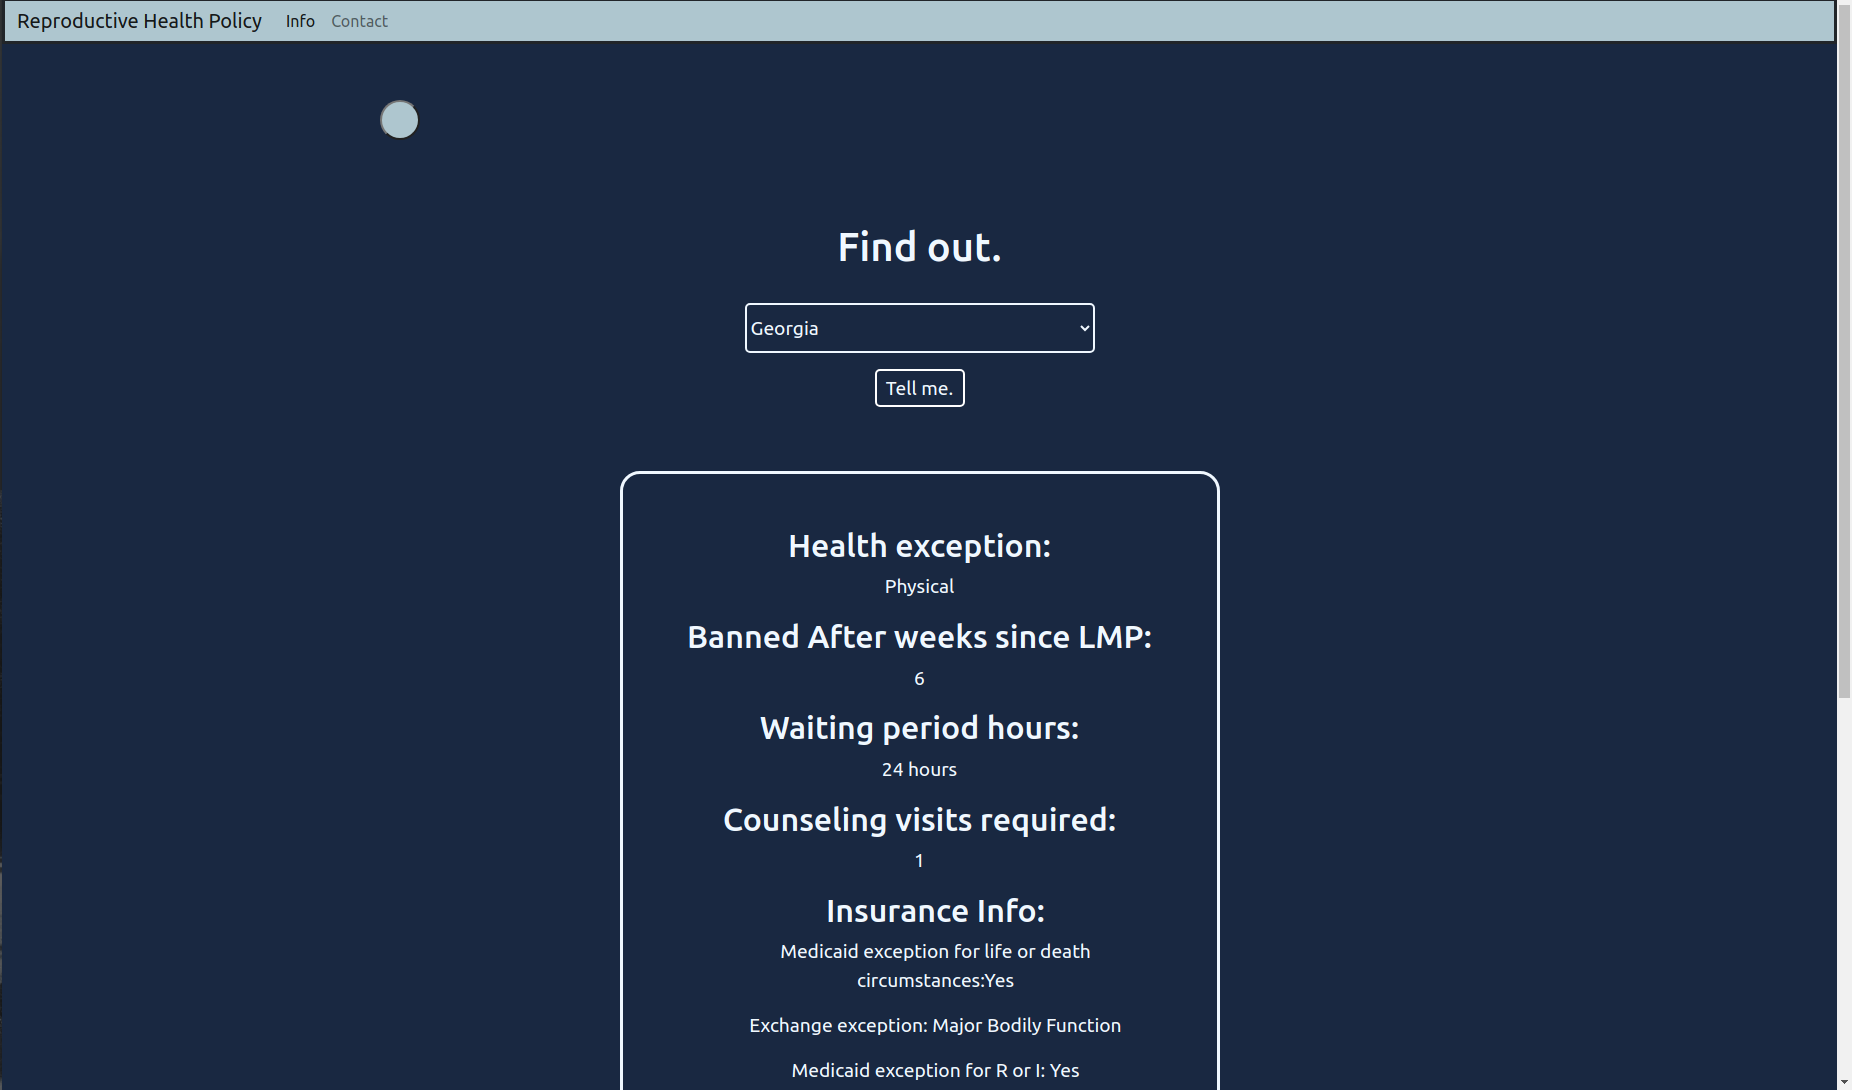 Reproductive Health Policy Info Contact
Find out.
Georgia
Tell me.
Health exception:
Physical
Banned After weeks since LMP:
6
Waiting period hours:
24 hours
Counseling visits required:
1
Insurance Info:
Medicaid exception for life or death
circumstances:Yes
Exchange exception: Major Bodily Function
Medicaid exception for R or I: Yes